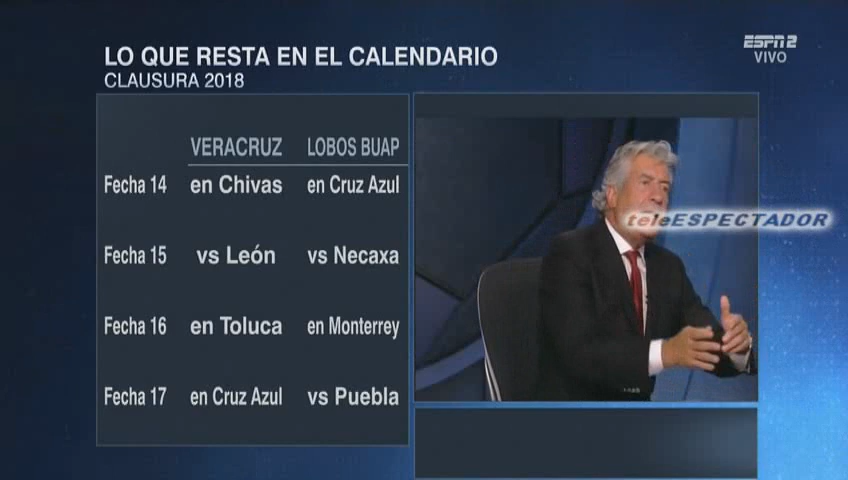 LO QUE RESTA EN EL CALENDARIO
CLAUSURA 2018
ESPN 2
VIVO
VERACRUZ LOBOS BUAP
Fecha 14 en Chivas en Cruz Azul
Fecha 15 vs León vs Necaxa
Fecha 16 en Toluca en Monterrey
Fecha 17 en Cruz Azul vs Puebla
teleESPECTADOR